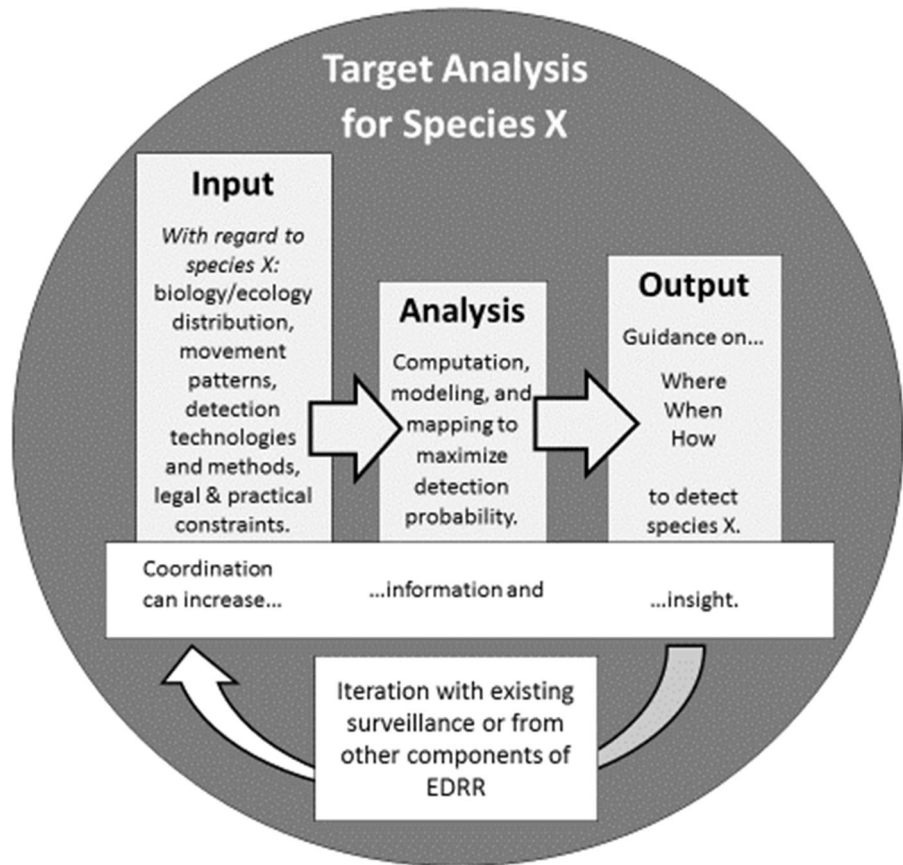 Target Analysis
for Species X
Input
With regard to
species X:
biology/ecology
distribution,
movement
patterns,
detection
technologies
and methods,
legal & practical
constraints.
Analysis
Computation,
modeling, and
mapping to
maximize
detection
probability.
Output
Guidance on...
Where
When
How
to detect
species X.
Coordination
can increase...
...information and
...insight.
Iteration with existing
surveillance or from
other components of
EDRR